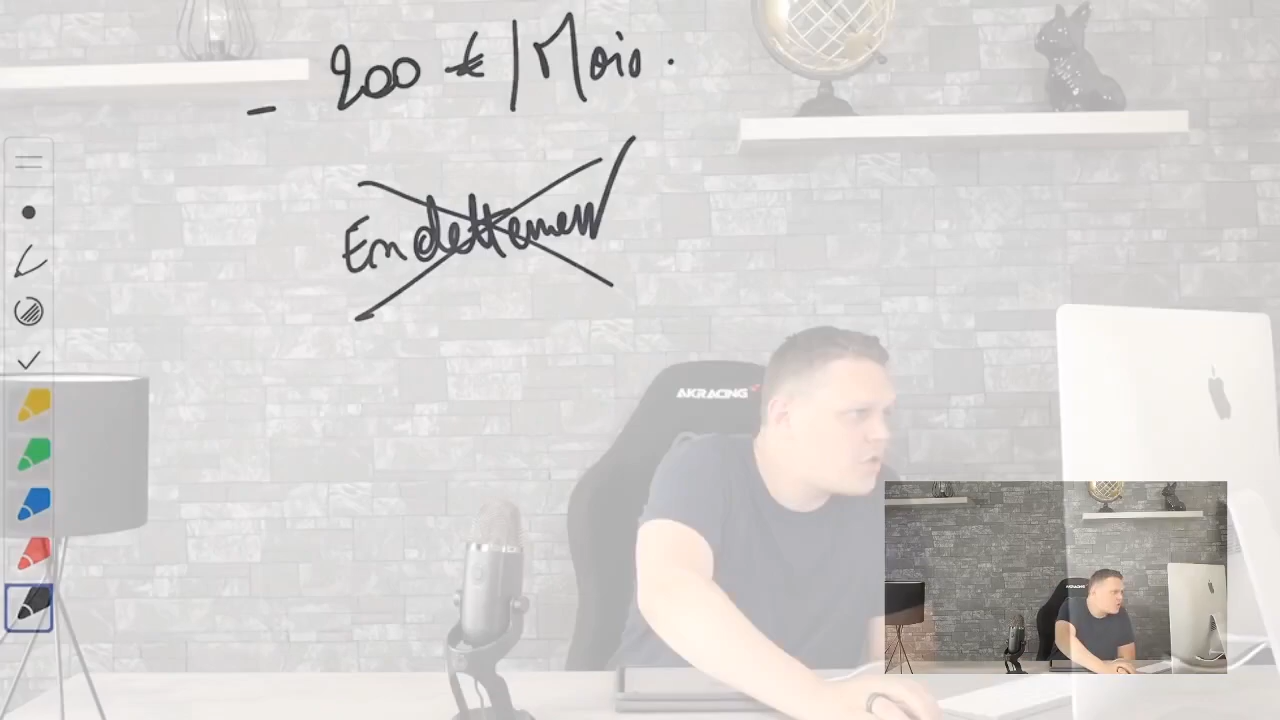 - 200 € / Mois.
Endettement
AKRACING